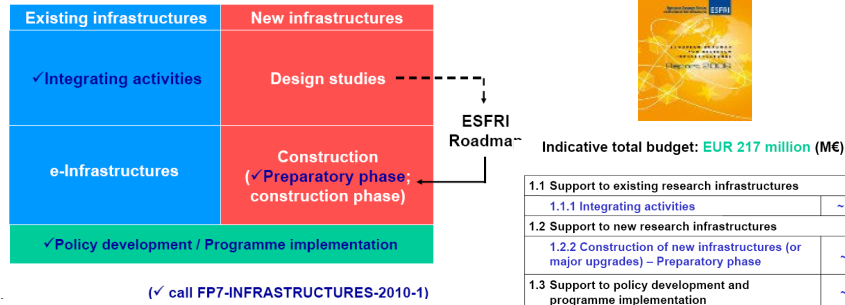 Existing infrastructures
New infrastructures
✓Integrating activities
Design studies
ESFRI
Roadmap
e-Infrastructures
Construction
(✓Preparatory phase;
construction phase)
✓Policy development / Programme implementation
(✓ call FP7-INFRASTRUCTURES-2010-1)
ESFRI
Indicative total budget: EUR 217 million (M€)
1.1 Support to existing research infrastructures
1.1.1 Integrating activities
~
1.2 Support to new research infrastructures
1.2.2 Construction of new infrastructures (or
major upgrades) – Preparatory phase
~
1.3 Support to policy development and
programme implementation
~